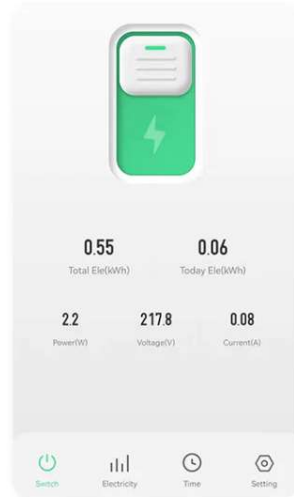 0.55 0.06
Total Ele(kWh) Today Ele(kWh)
2.2 217.8 0.08
Power(W) Voltage(V) Current(A)
Switch Electricity Time Setting